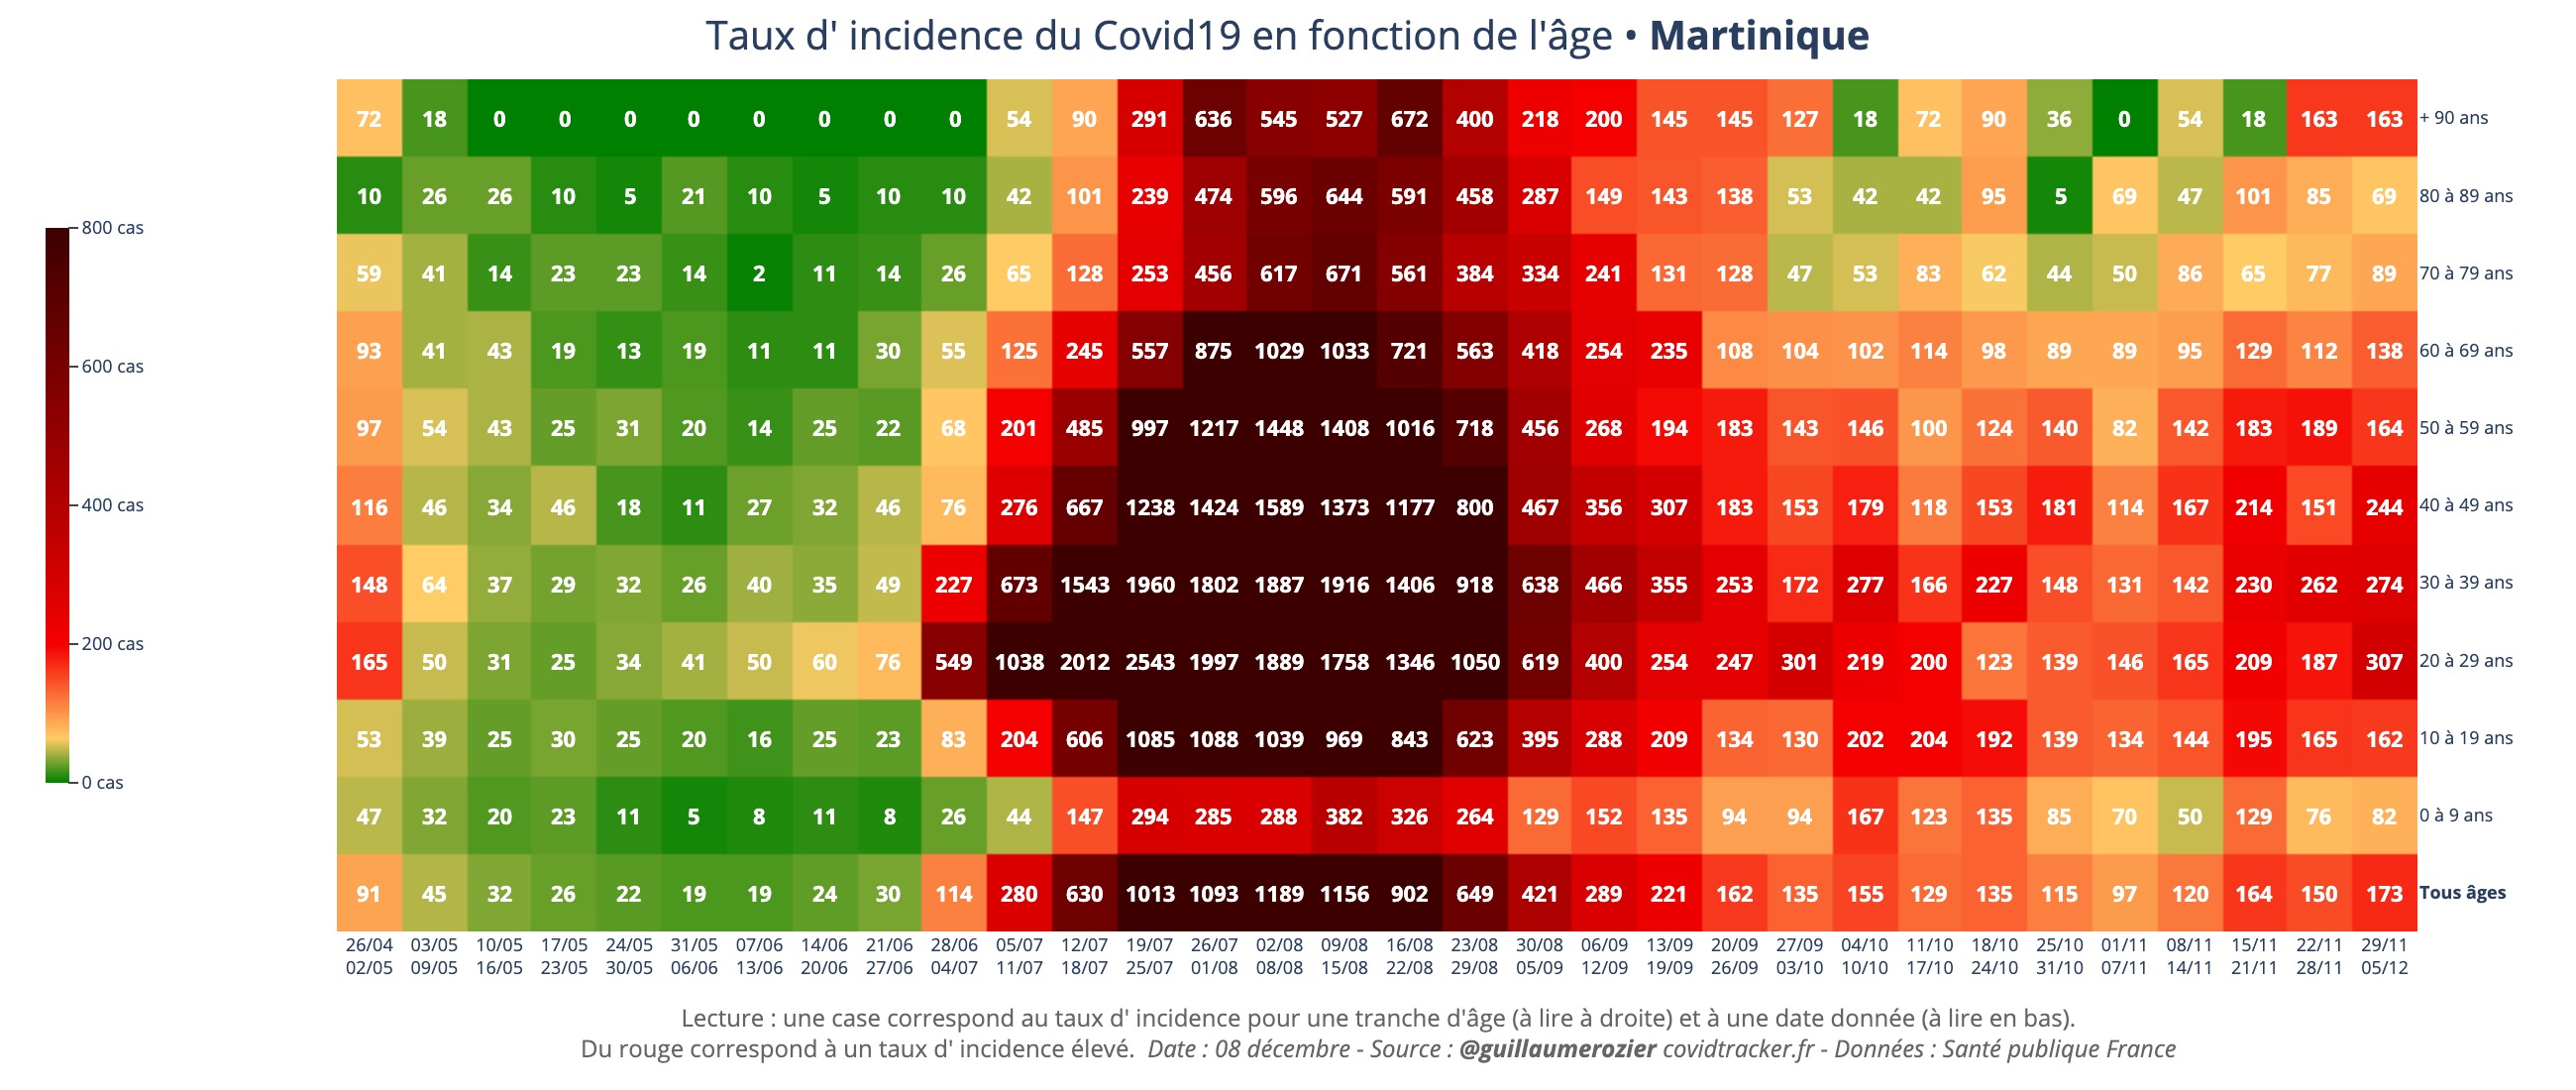 Taux d' incidence du Covid19 en fonction de l'âge • Martinique
800 cas
600 cas
400 cas
200 cas
0 cas
72 18 0 0 0 0 0 0 0 0 54 90 291 636 545 527 672 400 218 200 145 145 127 18 72 90 36 0 54 18 163 163 + 90 ans
10 26 26 10 5 21 10 5 10 10 42 101 239 474 596 644 591 458 287 149 143 138 53 42 42 95 5 69 47 101 85 69 80 à 89 ans
59 41 14 23 23 14 2 11 14 26 65 128 253 456 617 671 561 384 334 241 131 128 47 53 83 62 44 50 86 65 77 89 70 à 79 ans
93 41 43 19 13 19 11 11 30 55 125 245 557 875 1029 1033 721 563 418 254 235 108 104 102 114 98 89 89 95 129 112 138 60 à 69 ans
97 54 43 25 31 20 14 25 22 68 201 485 997 1217 1448 1408 1016 718 456 268 194 183 143 146 100 124 140 82 142 183 189 164 50 à 59 ans
116 46 34 46 18 11 27 32 46 76 276 667 1238 1424 1589 1373 1177 800 467 356 307 183 153 179 118 153 181 114 167 214 151 244 40 à 49 ans
148 64 37 29 32 26 40 35 49 227 673 1543 1960 1802 1887 1916 1406 918 638 466 355 253 172 277 166 227 148 131 142 230 262 274 30 à 39 ans
165 50 31 25 34 41 50 60 76 549 1038 2012 2543 1997 1889 1758 1346 1050 619 400 254 247 301 219 200 123 139 146 165 209 187 307 20 à 29 ans
53 39 25 30 25 20 16 25 23 83 204 606 1085 1088 1039 969 843 623 395 288 209 134 130 202 204 192 139 134 144 195 165 162 10 à 19 ans
47 32 20 23 11 5 8 11 8 26 44 147 294 285 288 382 326 264 129 152 135 94 94 167 123 135 85 70 50 129 76 82 0 à 9 ans
91 45 32 26 22 19 19 24 30 114 280 630 1013 1093 1189 1156 902 649 421 289 221 162 135 155 129 135 115 97 120 164 150 173 Tous âges
26/04 03/05 10/05 17/05 24/05 31/05 07/06 14/06 21/06 28/06 05/07 12/07 19/07 26/07 02/08 09/08 16/08 23/08 30/08 06/09 13/09 20/09 27/09 04/10 11/10 18/10 25/10 01/11 08/11 15/11 22/11 29/11
02/05 09/05 16/05 23/05 30/05 06/06 13/06 20/06 27/06 04/07 11/07 18/07 25/07 01/08 08/08 15/08 22/08 29/08 05/09 12/09 19/09 26/09 03/10 10/10 17/10 24/10 31/10 07/11 14/11 21/11 28/11 05/12
Lecture : une case correspond au taux d' incidence pour une tranche d'âge (à lire à droite) et à une date donnée (à lire en bas).
Du rouge correspond à un taux d' incidence élevé. Date : 08 décembre - Source : @guillaumerozier covidtracker.fr - Données : Santé publique France